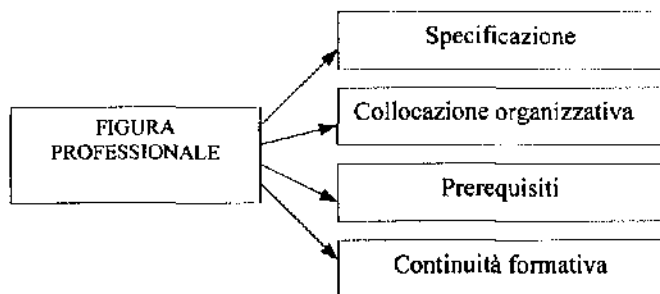 Specificazione
Collocazione organizzativa
FIGURA
PROFESSIONALE
Prerequisiti
Continuità formativa